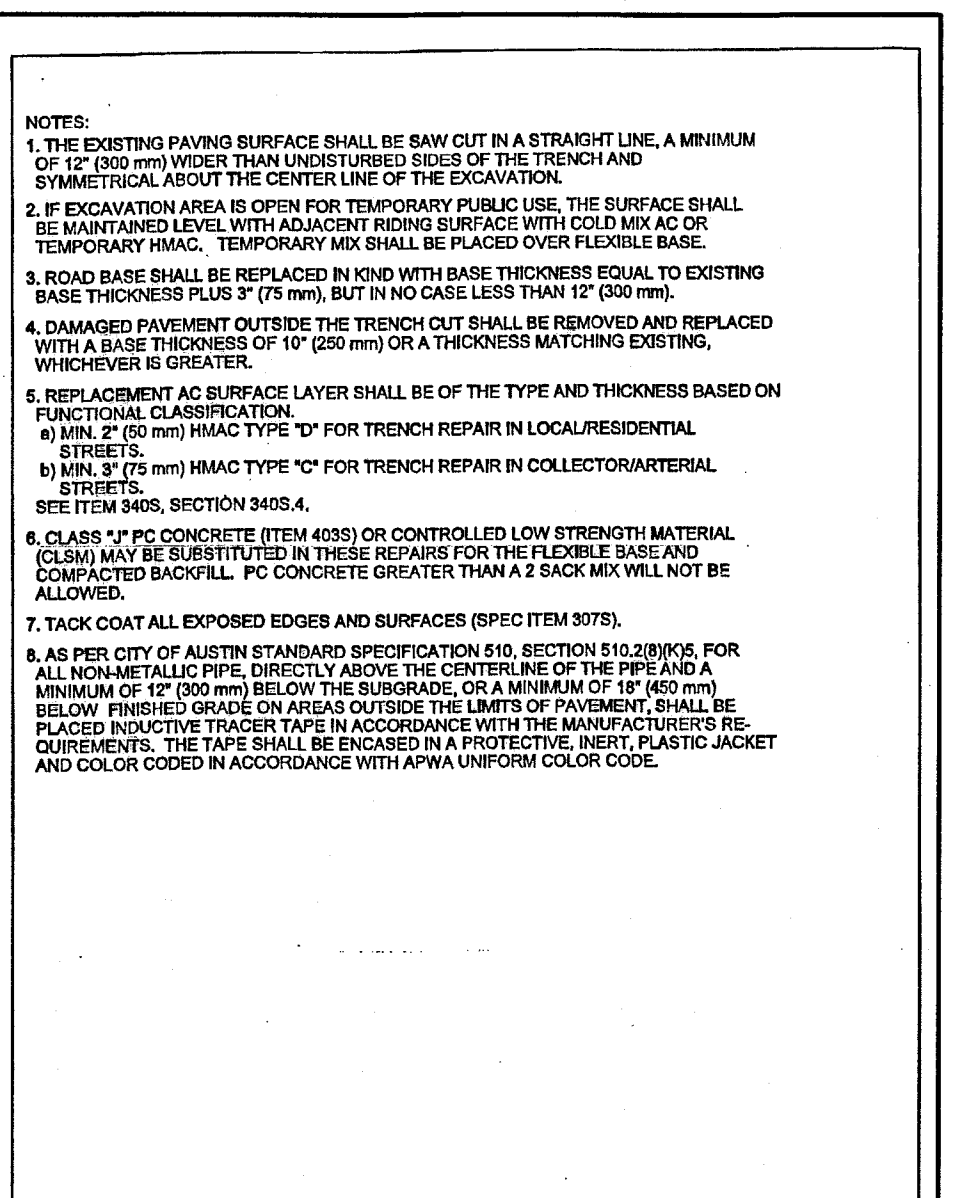 NOTES:
1. THE EXISTING PAVING SURFACE SHALL BE SAW CUT IN A STRAIGHT LINE, A MINIMUM
OF 12" (300 mm) WIDER THAN UNDISTURBED SIDES OF THE TRENCH AND
SYMMETRICAL ABOUT THE CENTER LINE OF THE EXCAVATION.
2. IF EXCAVATION AREA IS OPEN FOR TEMPORARY PUBLIC USE, THE SURFACE SHALL
BE MAINTAINED LEVEL WITH ADJACENT RIDING SURFACE WITH COLD MIX AC OR
TEMPORARY HMAC. TEMPORARY MIX SHALL BE PLACED OVER FLEXIBLE BASE.
3. ROAD BASE SHALL BE REPLACED IN KIND WITH BASE THICKNESS EQUAL TO EXISTING
BASE THICKNESS PLUS 3" (75 mm), BUT IN NO CASE LESS THAN 12" (300 mm).
4. DAMAGED PAVEMENT OUTSIDE THE TRENCH CUT SHALL BE REMOVED AND REPLACED
WITH A BASE THICKNESS OF 10" (250 mm) OR A THICKNESS MATCHING EXISTING,
WHICHEVER IS GREATER.
5. REPLACEMENT AC SURFACE LAYER SHALL BE OF THE TYPE AND THICKNESS BASED ON
FUNCTIONAL CLASSIFICATION.
a) MIN. 2" (50 mm) HMAC TYPE "D" FOR TRENCH REPAIR IN LOCAL/RESIDENTIAL
STREETS.
b) MIN. 3" (75 mm) HMAC TYPE "C" FOR TRENCH REPAIR IN COLLECTOR/ARTERIAL
STREETS.
SEE ITEM 340S, SECTION 340S.4.
6. CLASS "J" PC CONCRETE (ITEM 403S) OR CONTROLLED LOW STRENGTH MATERIAL
(CLSM) MAY BE SUBSTITUTED IN THESE REPAIRS FOR THE FLEXIBLE BASE AND
COMPACTED BACKFILL. PC CONCRETE GREATER THAN A 2 SACK MIX WILL NOT BE
ALLOWED.
7. TACK COAT ALL EXPOSED EDGES AND SURFACES (SPEC ITEM 307S).
8. AS PER CITY OF AUSTIN STANDARD SPECIFICATION 510, SECTION 510.2(8)(K)5, FOR
ALL NON-METALLIC PIPE, DIRECTLY ABOVE THE CENTERLINE OF THE PIPE AND A
MINIMUM OF 12" (300 mm) BELOW THE SUBGRADE, OR A MINIMUM OF 18" (450 mm)
BELOW FINISHED GRADE ON AREAS OUTSIDE THE LIMITS OF PAVEMENT, SHALL BE
PLACED INDUCTIVE TRACER TAPE IN ACCORDANCE WITH THE MANUFACTURER'S RE-
QUIREMENTS. THE TAPE SHALL BE ENCASED IN A PROTECTIVE, INERT, PLASTIC JACKET
AND COLOR CODED IN ACCORDANCE WITH APWA UNIFORM COLOR CODE.